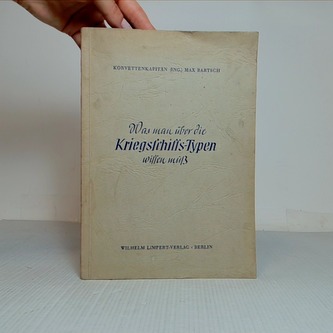 KORVETTENKAPITÄN (ING.) MAX BARTSCH
Was man über die
Kriegsschiffs-Typen
wissen muß
WILHELM LIMPERT-VERLAG · BERLIN